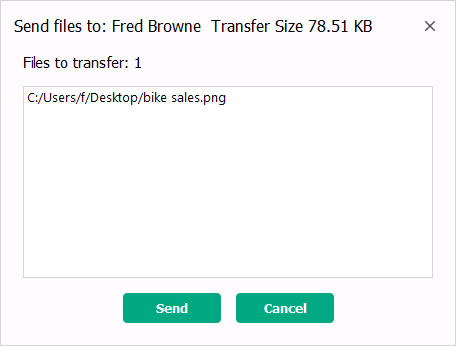 Send files to: Fred Browne  Transfer Size 78.51 KB
Files to transfer: 1
C:/Users/f/Desktop/bike sales.png
Send
Cancel